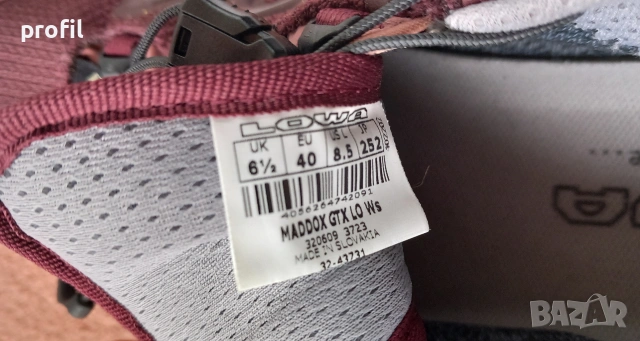 profil
LOWA
UK EU US L JP
6½ 40 8.5 252
4056264742091
MADDOX GTX LO Ws
320609 3723
MADE IN SLOVAKIA
32-43731
BAZAR